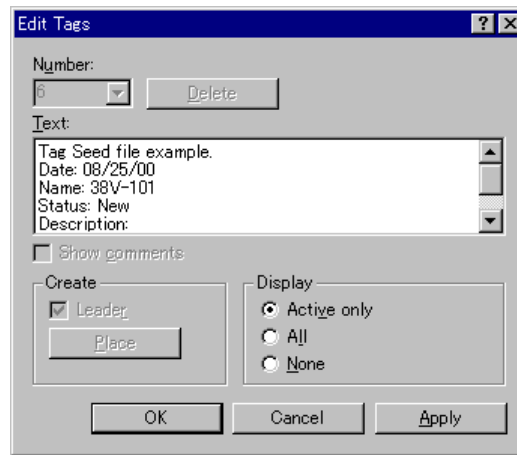 Edit Tags
Number:
6
Delete
Text:
Tag Seed file example.
Date: 08/25/00
Name: 38V-101
Status: New
Description:
Show comments
Create
Leader
Place
Display
Active only
All
None
OK
Cancel
Apply